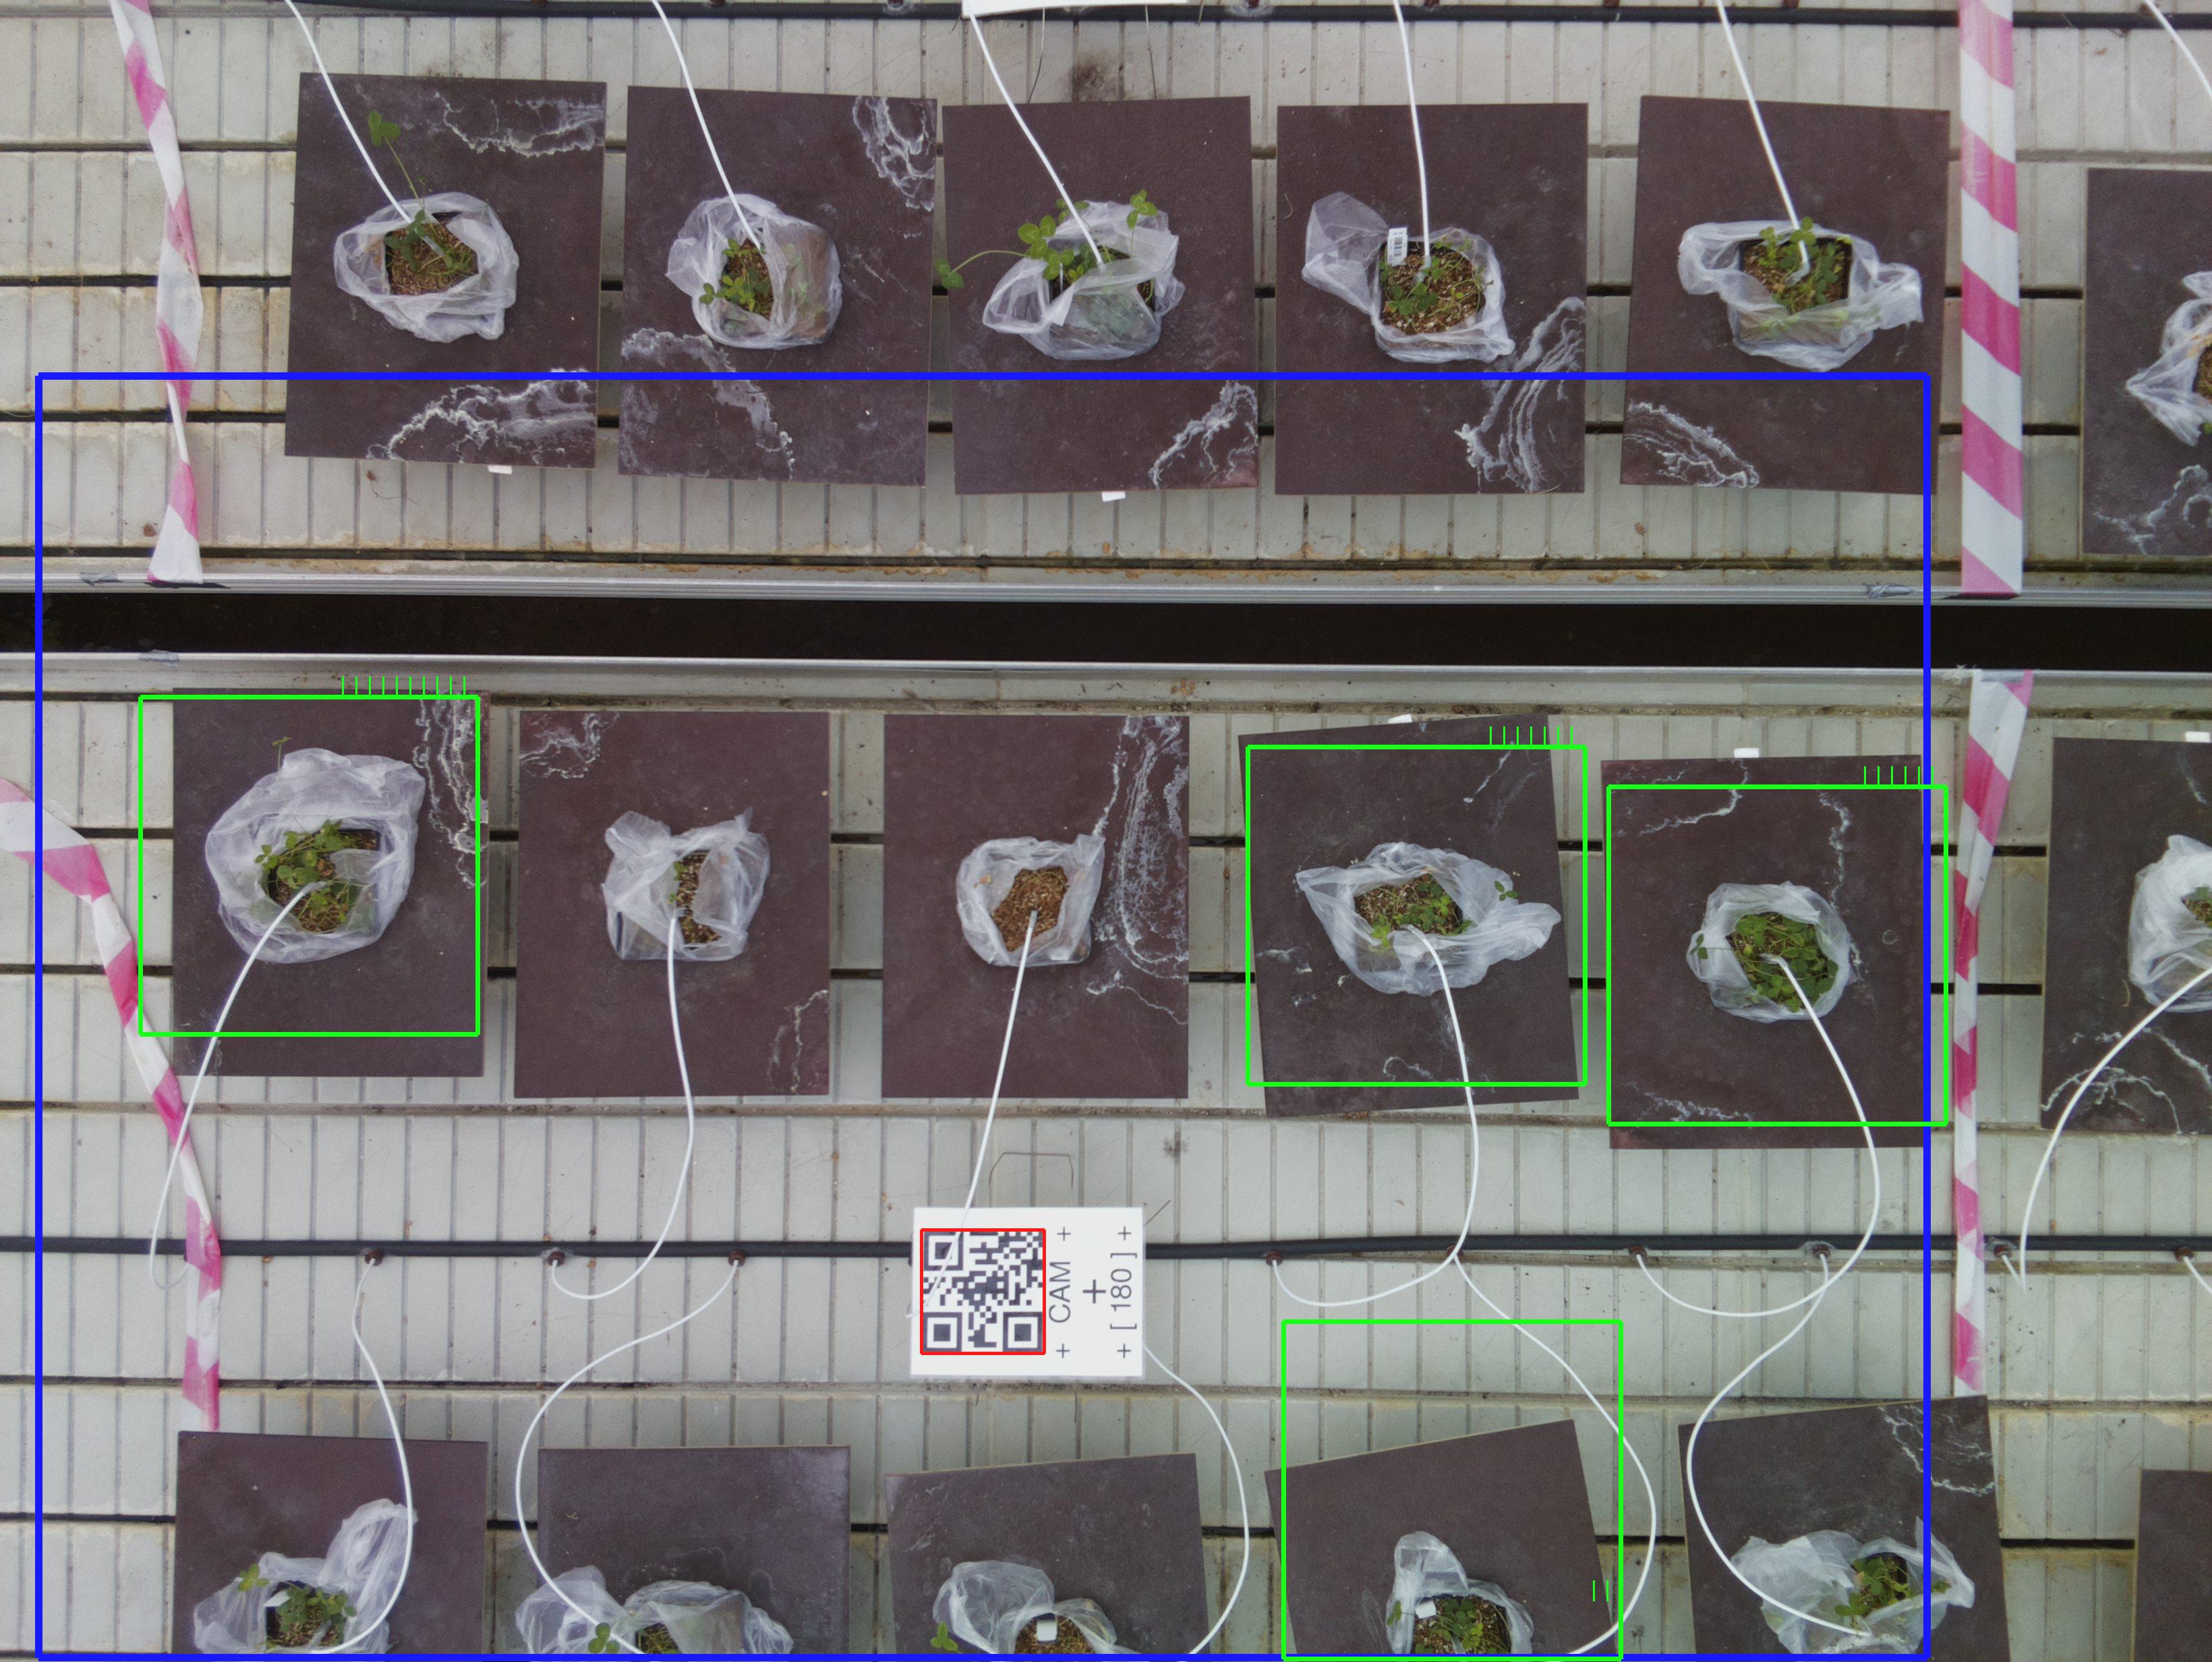 + CAM +
+
+ [ 180 ] +